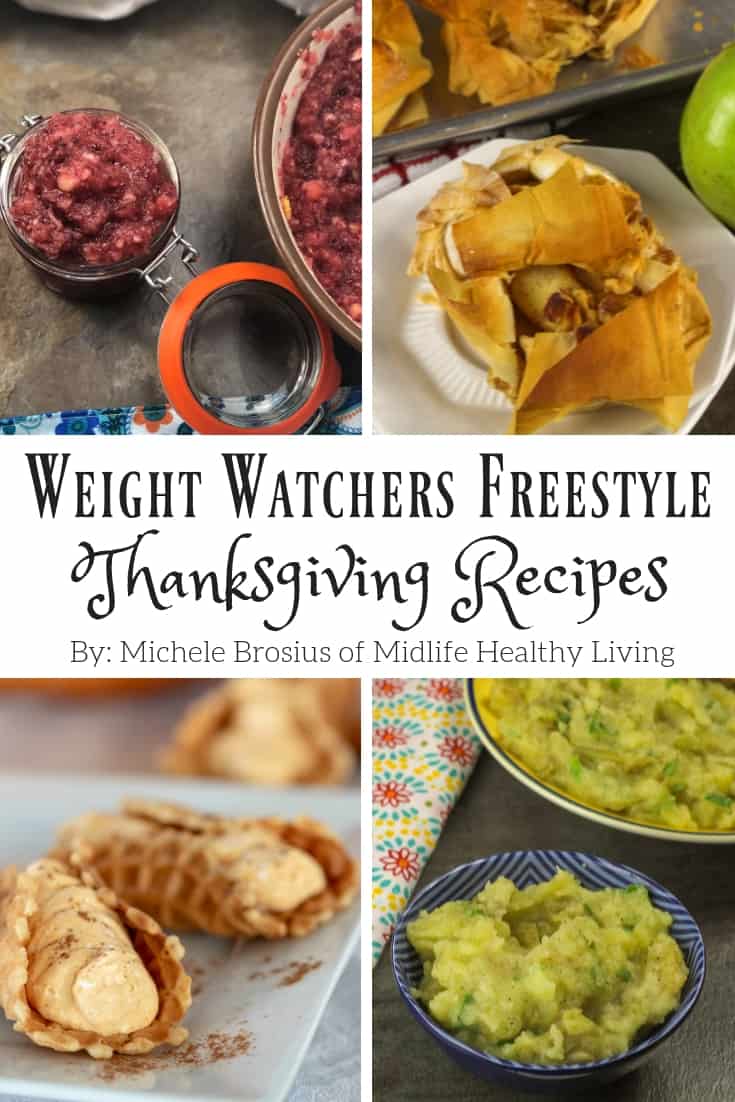 Weight Watchers Freestyle
Thanksgiving Recipes
By: Michele Brosius of Midlife Healthy Living